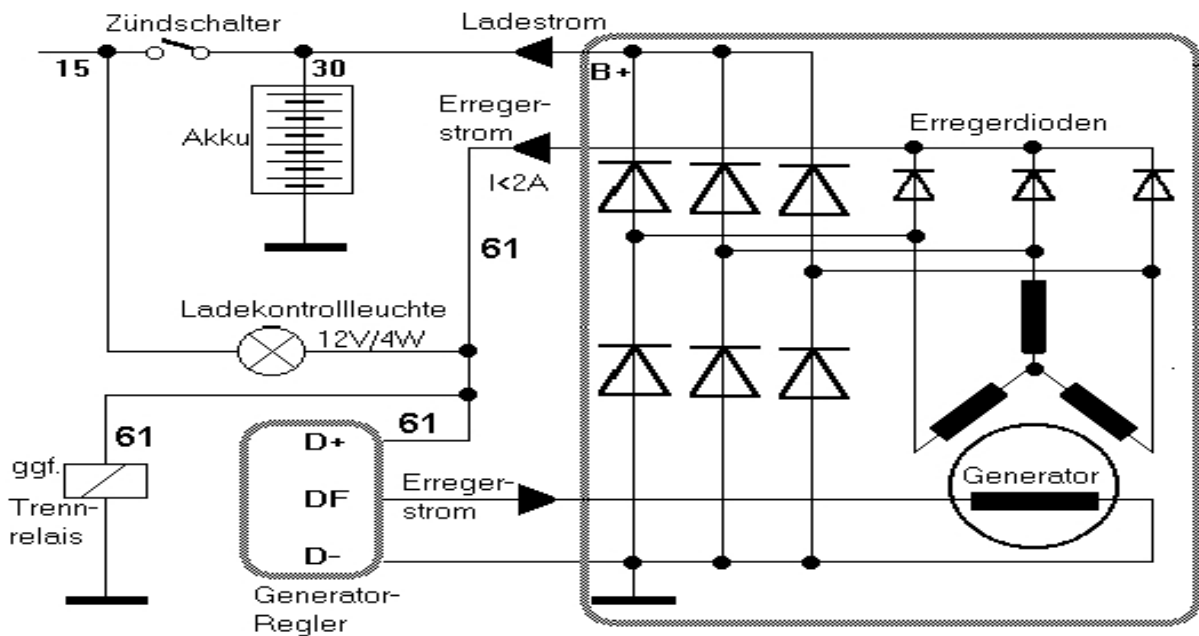 Zündschalter
Ladestrom
15
30
B+
Akku
Erreger-
strom
I<2A
Erregerdioden
61
Ladekontrollleuchte
12V/4W
61
61
ggf.
Trenn-
relais
D+
DF
D-
Erreger-
strom
Generator
Generator-
Regler